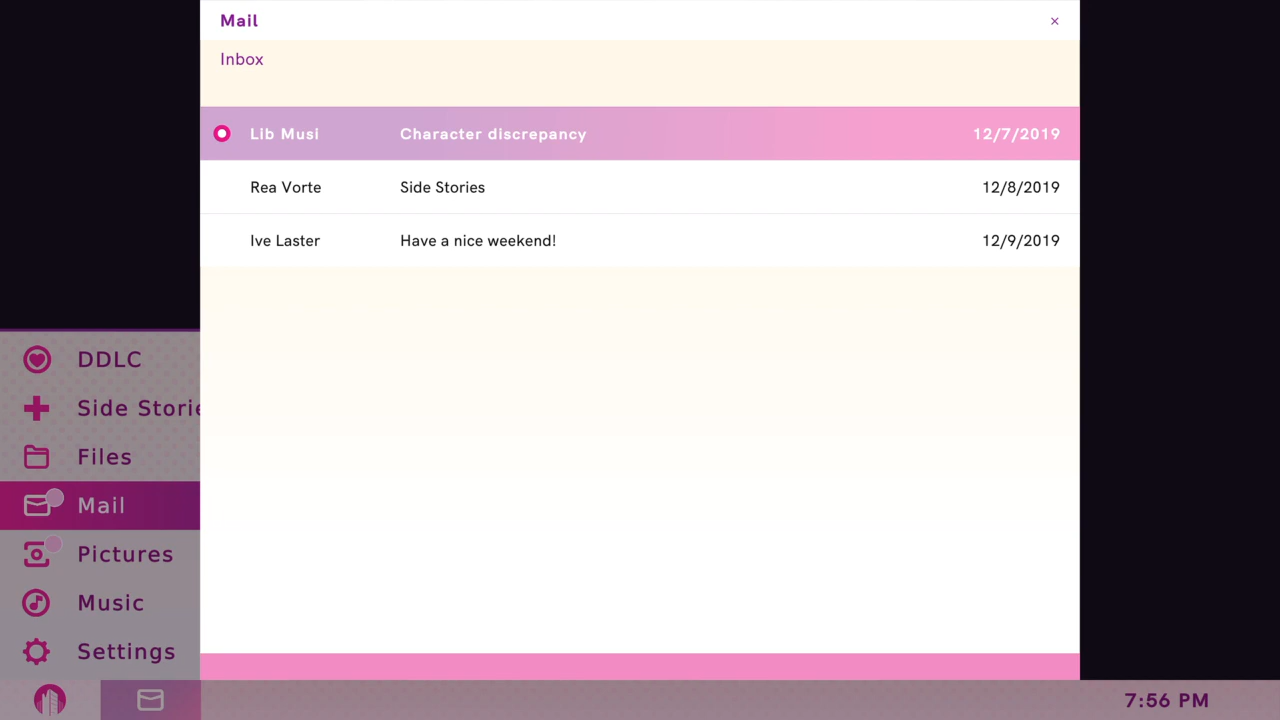 Mail
×
Inbox
Lib Musi Character discrepancy 12/7/2019
Rea Vorte Side Stories 12/8/2019
Ive Laster Have a nice weekend! 12/9/2019
DDLC
Side Storie
Files
Mail
Pictures
Music
Settings
7:56 PM